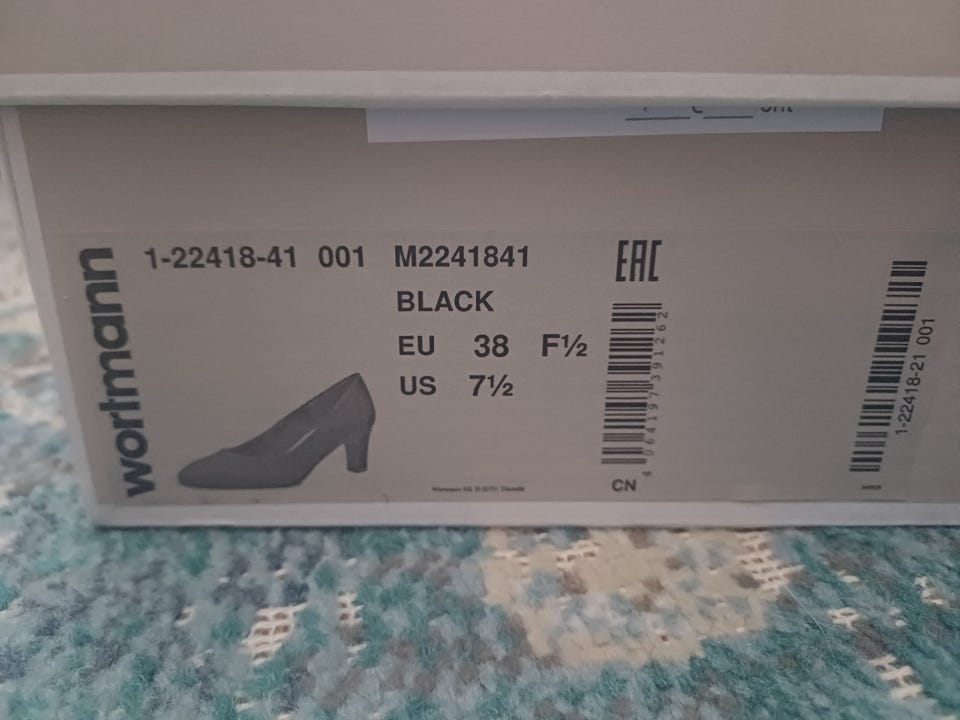 wortmann
1-22418-41 001 M2241841
BLACK
EU 38 F½
US 7½
EAC
4064197391262
CN
1-22418-21 001